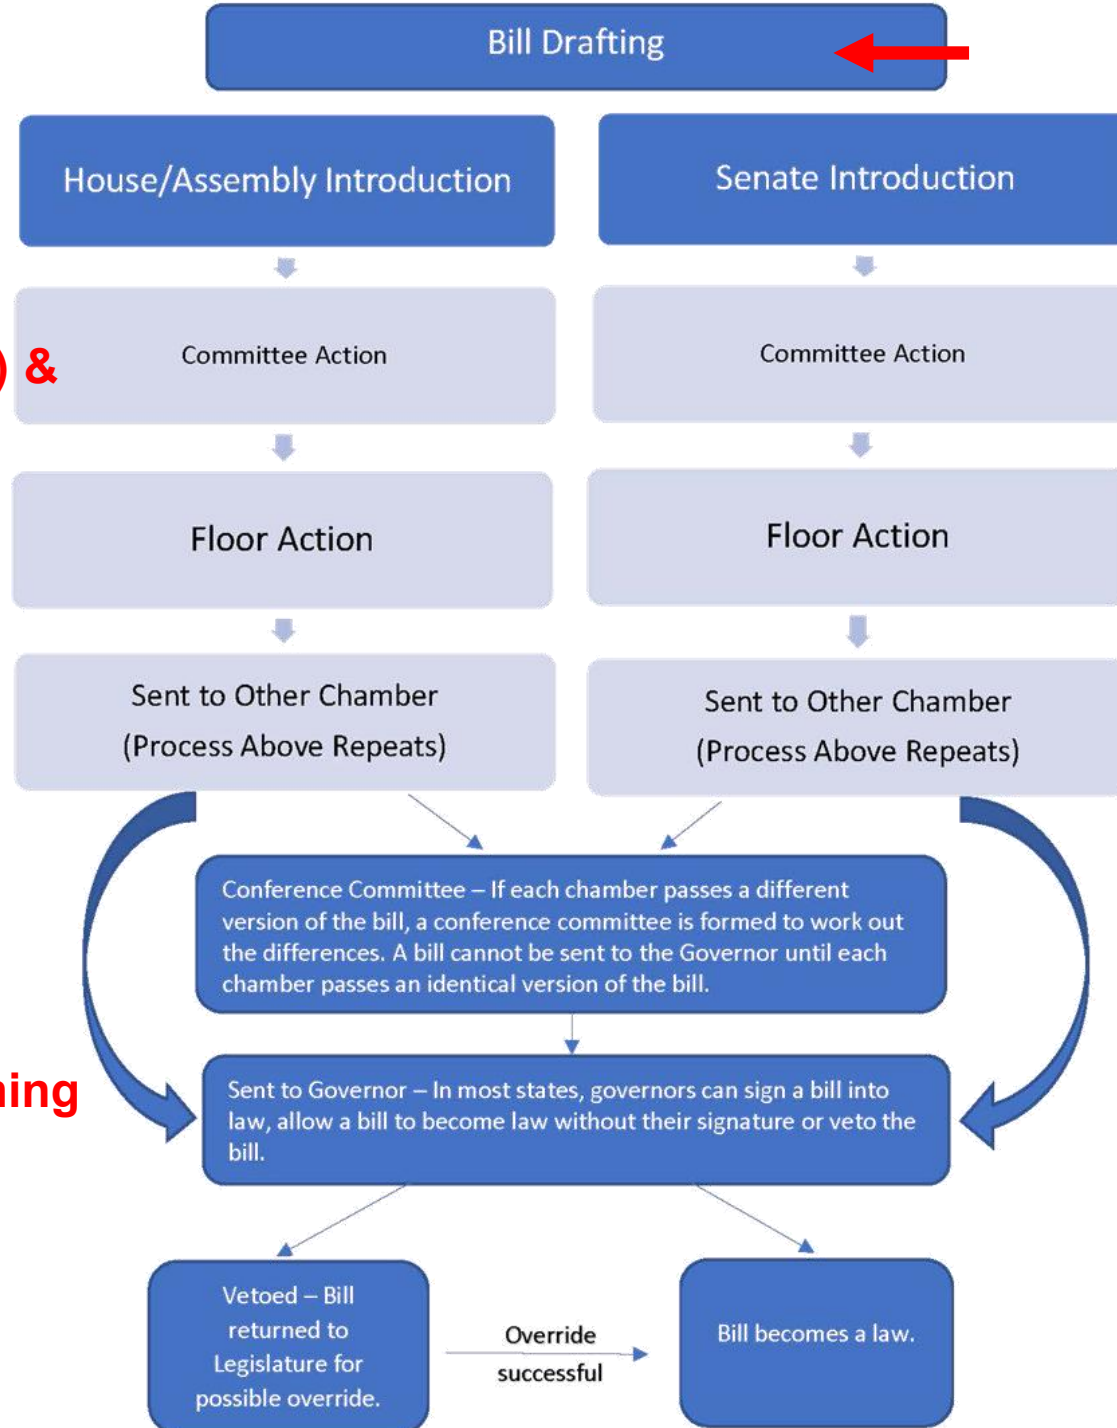 Bill Drafting
House/Assembly Introduction
Senate Introduction
) &
Committee Action
Committee Action
Floor Action
Floor Action
Sent to Other Chamber
(Process Above Repeats)
Sent to Other Chamber
(Process Above Repeats)
Conference Committee – If each chamber passes a different
version of the bill, a conference committee is formed to work out
the differences. A bill cannot be sent to the Governor until each
chamber passes an identical version of the bill.
Sent to Governor – In most states, governors can sign a bill into
law, allow a bill to become law without their signature or veto the
bill.
Vetoed – Bill
returned to
Legislature for
possible override.
Override
successful
Bill becomes a law.